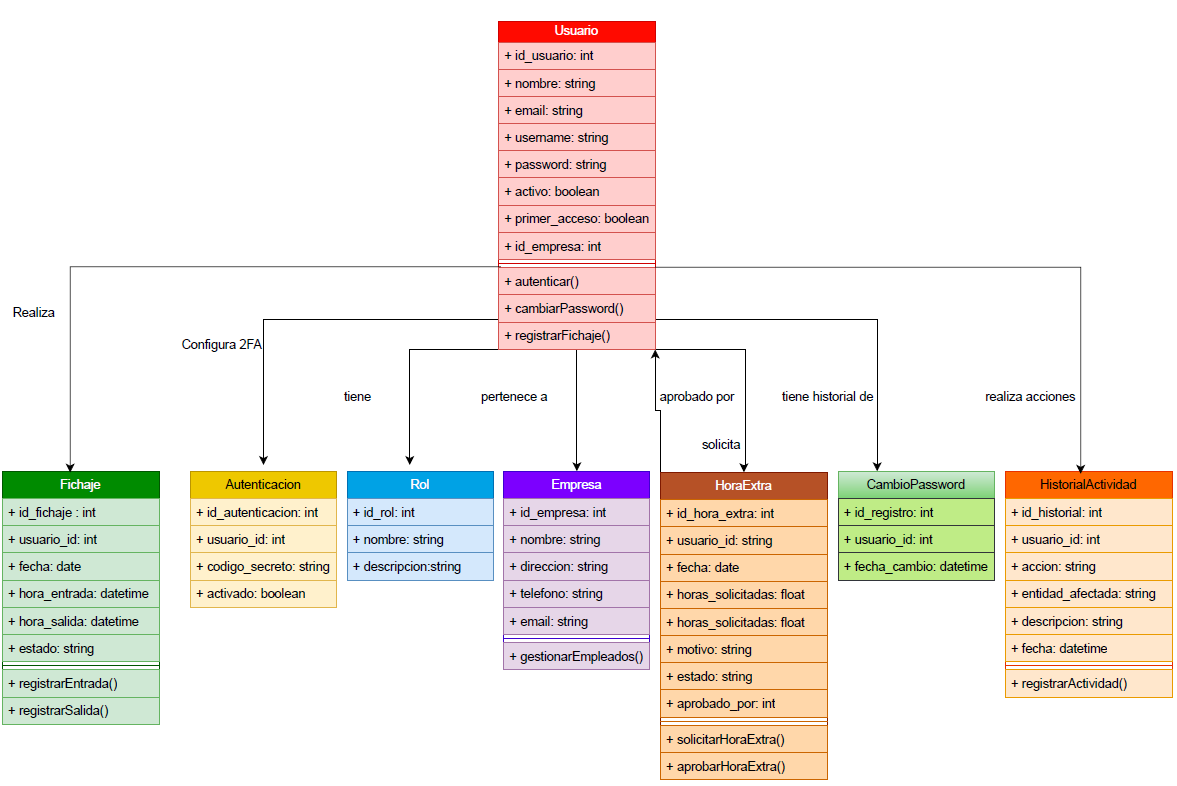 Usuario
+ id_usuario: int
+ nombre: string
+ email: string
+ username: string
+ password: string
+ activo: boolean
+ primer_acceso: boolean
+ id_empresa: int
+ autenticar()
+ cambiarPassword()
+ registrarFichaje()
Realiza
Configura 2FA
tiene
pertenece a
aprobado por
solicita
tiene historial de
realiza acciones
Fichaje
+ id_fichaje : int
+ usuario_id: int
+ fecha: date
+ hora_entrada: datetime
+ hora_salida: datetime
+ estado: string
+ registrarEntrada()
+ registrarSalida()
Autenticacion
+ id_autenticacion: int
+ usuario_id: int
+ codigo_secreto: string
+ activado: boolean
Rol
+ id_rol: int
+ nombre: string
+ descripcion:string
Empresa
+ id_empresa: int
+ nombre: string
+ direccion: string
+ telefono: string
+ email: string
+ gestionarEmpleados()
HoraExtra
+ id_hora_extra: int
+ usuario_id: string
+ fecha: date
+ horas_solicitadas: float
+ horas_solicitadas: float
+ motivo: string
+ estado: string
+ aprobado_por: int
+ solicitarHoraExtra()
+ aprobarHoraExtra()
CambioPassword
+ id_registro: int
+ usuario_id: int
+ fecha_cambio: datetime
HistorialActividad
+ id_historial: int
+ usuario_id: int
+ accion: string
+ entidad_afectada: string
+ descripcion: string
+ fecha: datetime
+ registrarActividad()